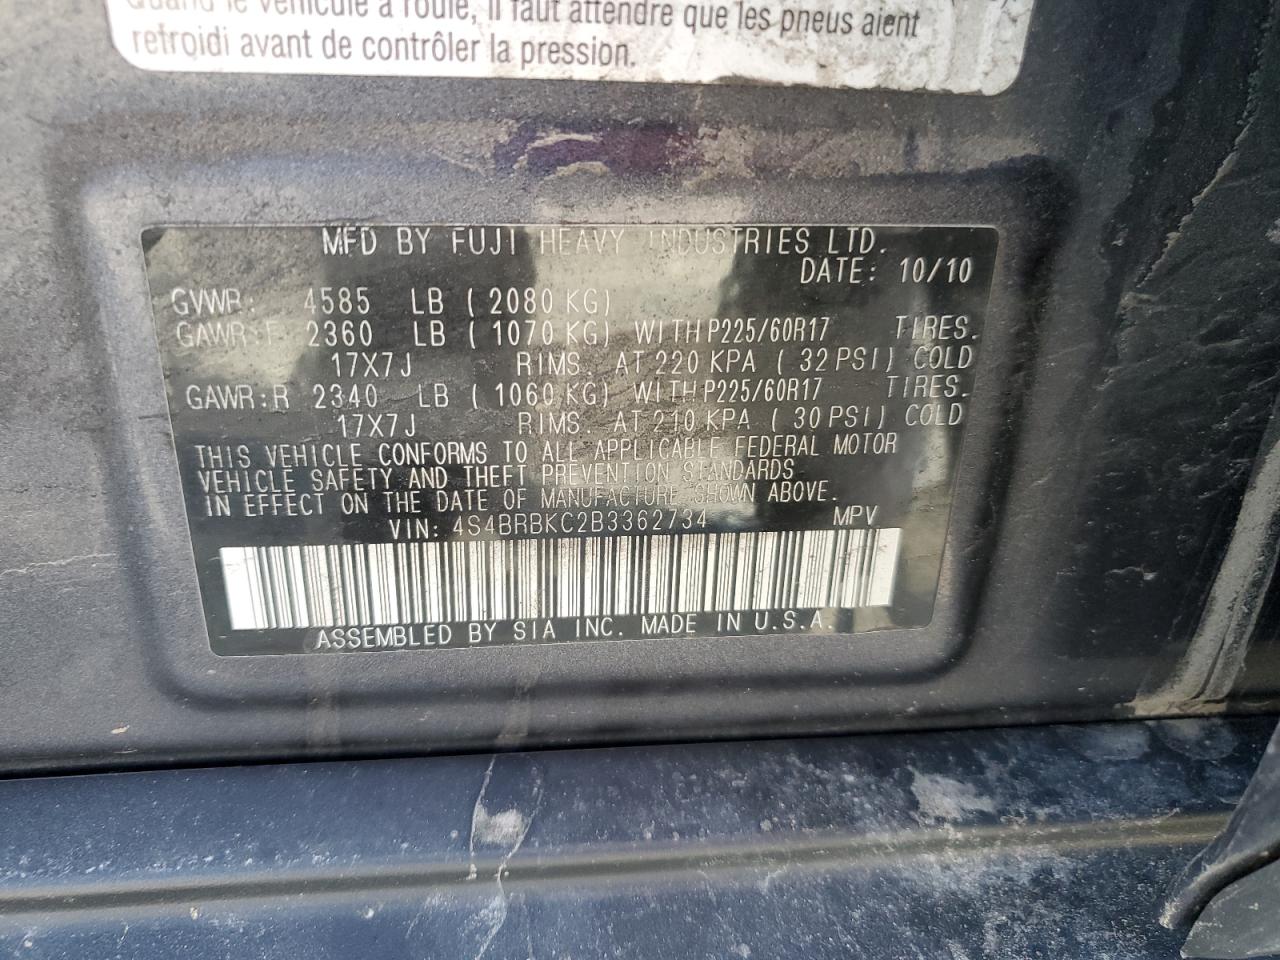 Quand le véhicule a roulé, il faut attendre que les pneus aient
refroidi avant de contrôler la pression.
MFD BY FUJI HEAVY INDUSTRIES LTD.
DATE: 10/10
GVWR: 4585 LB ( 2080 KG)
GAWR:F 2360 LB ( 1070 KG) WITH P225/60R17 TIRES.
17X7J RIMS. AT 220 KPA ( 32 PSI) COLD
GAWR:R 2340 LB ( 1060 KG) WITH P225/60R17 TIRES.
17X7J RIMS. AT 210 KPA ( 30 PSI) COLD
THIS VEHICLE CONFORMS TO ALL APPLICABLE FEDERAL MOTOR
VEHICLE SAFETY AND THEFT PREVENTION STANDARDS
IN EFFECT ON THE DATE OF MANUFACTURE SHOWN ABOVE.
VIN: 4S4BRBKC2B3362734 MPV
ASSEMBLED BY SIA INC. MADE IN U.S.A.